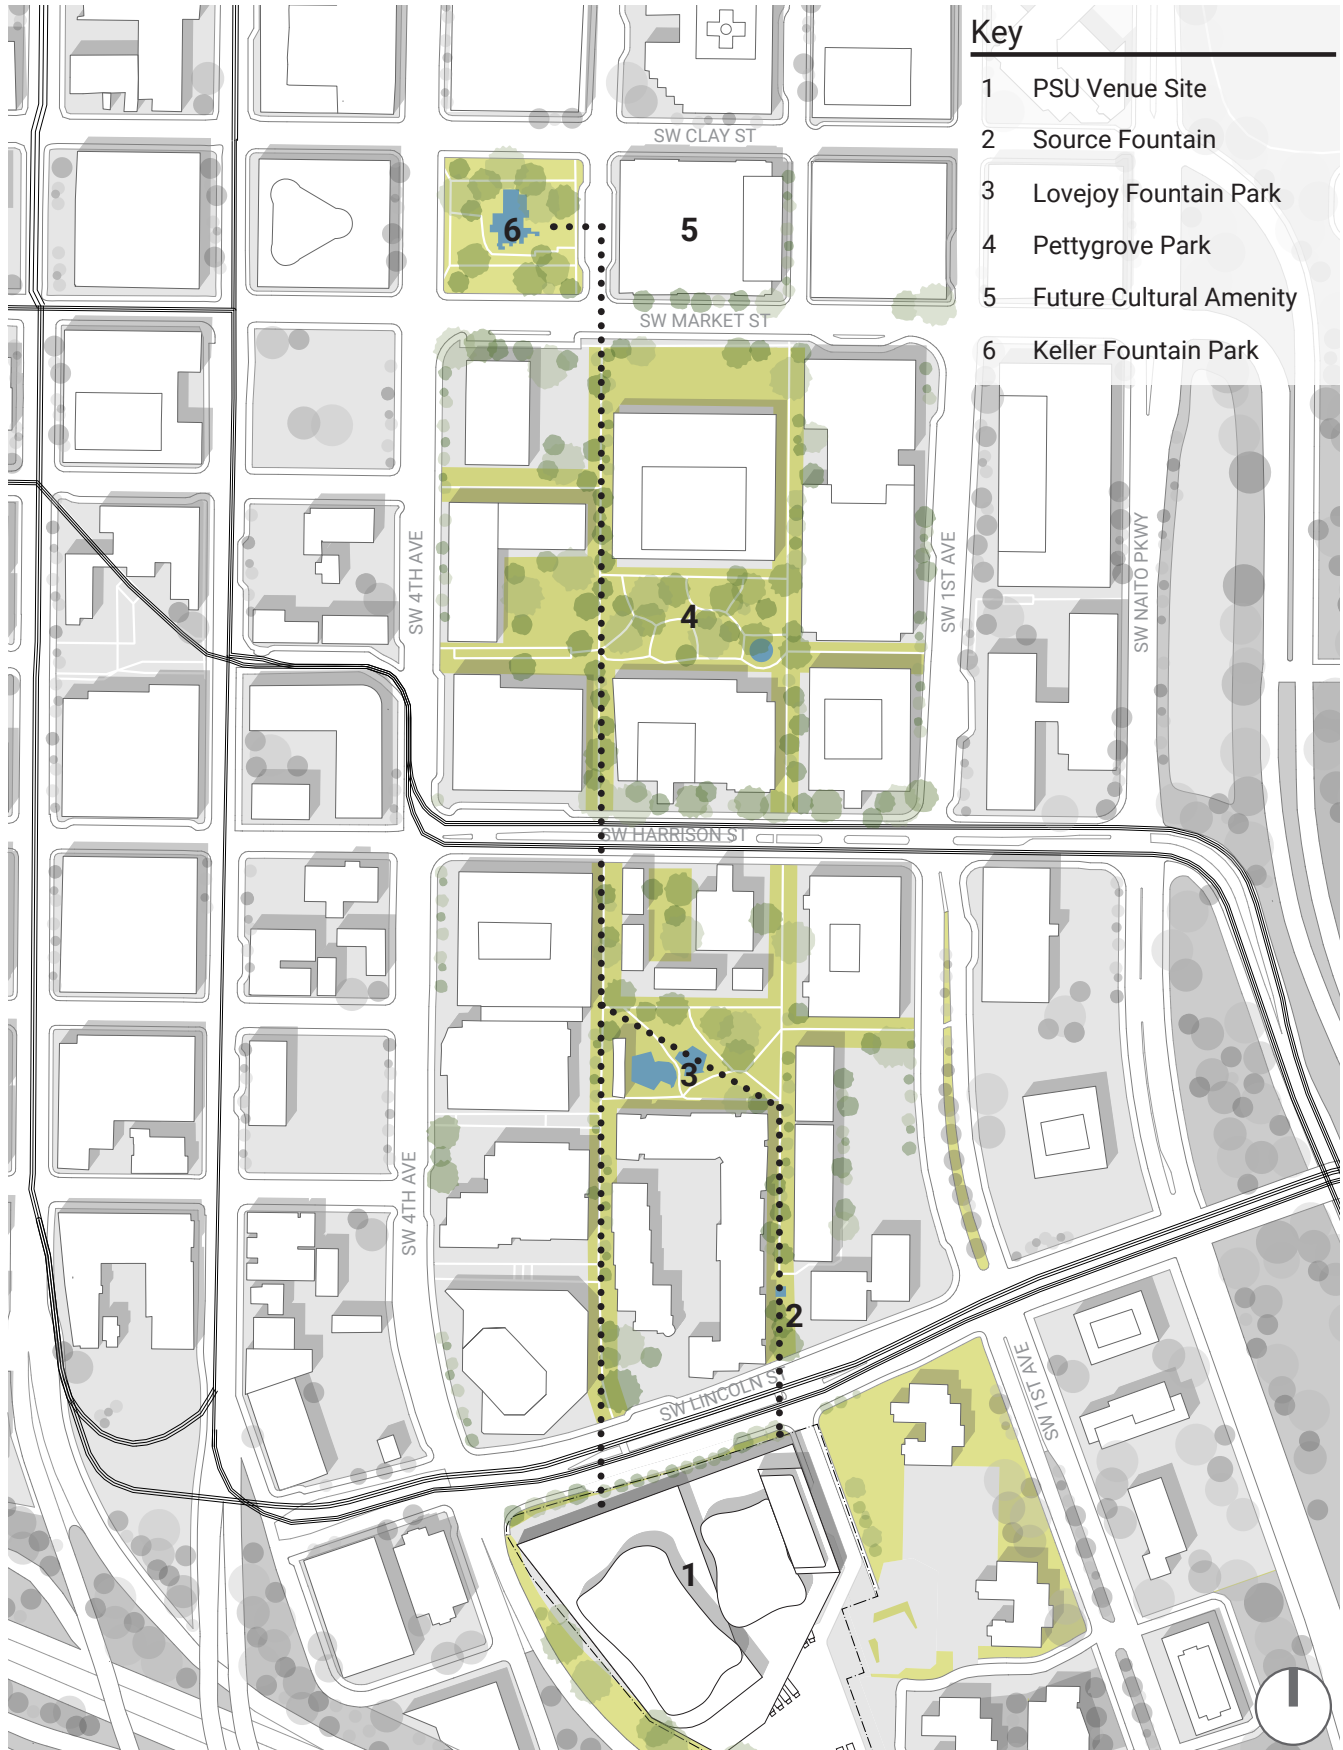 Key
1 PSU Venue Site
2 Source Fountain
3 Lovejoy Fountain Park
4 Pettygrove Park
5 Future Cultural Amenity
6 Keller Fountain Park
SW CLAY ST
6
5
SW MARKET ST
SW 4TH AVE
SW 1ST AVE
SW NAITO PKWY
4
SW HARRISON ST
3
SW 4TH AVE
2
SW LINCOLN ST
SW 1ST AVE
1